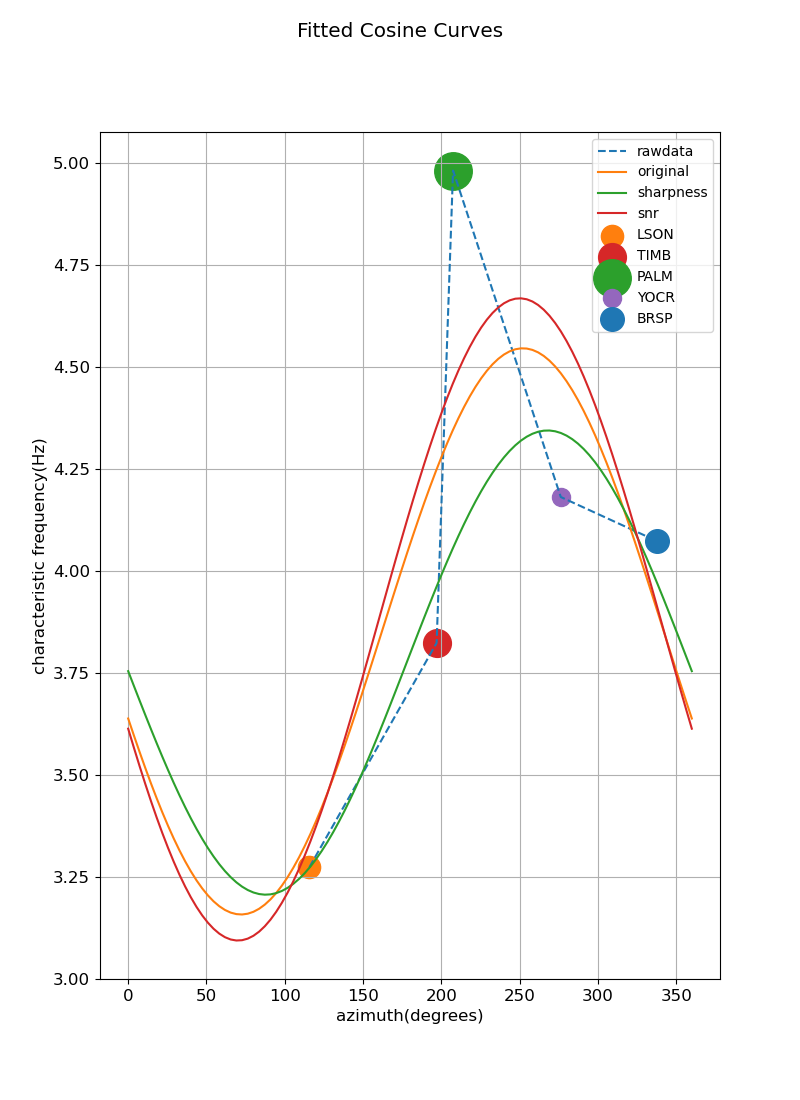 Fitted Cosine Curves
5.00
4.75
4.50
4.25
4.00
3.75
3.50
3.25
3.00
characteristic frequency(Hz)
rawdata
original
sharpness
snr
LSON
TIMB
PALM
YOCR
BRSP
0 50 100 150 200 250 300 350
azimuth(degrees)